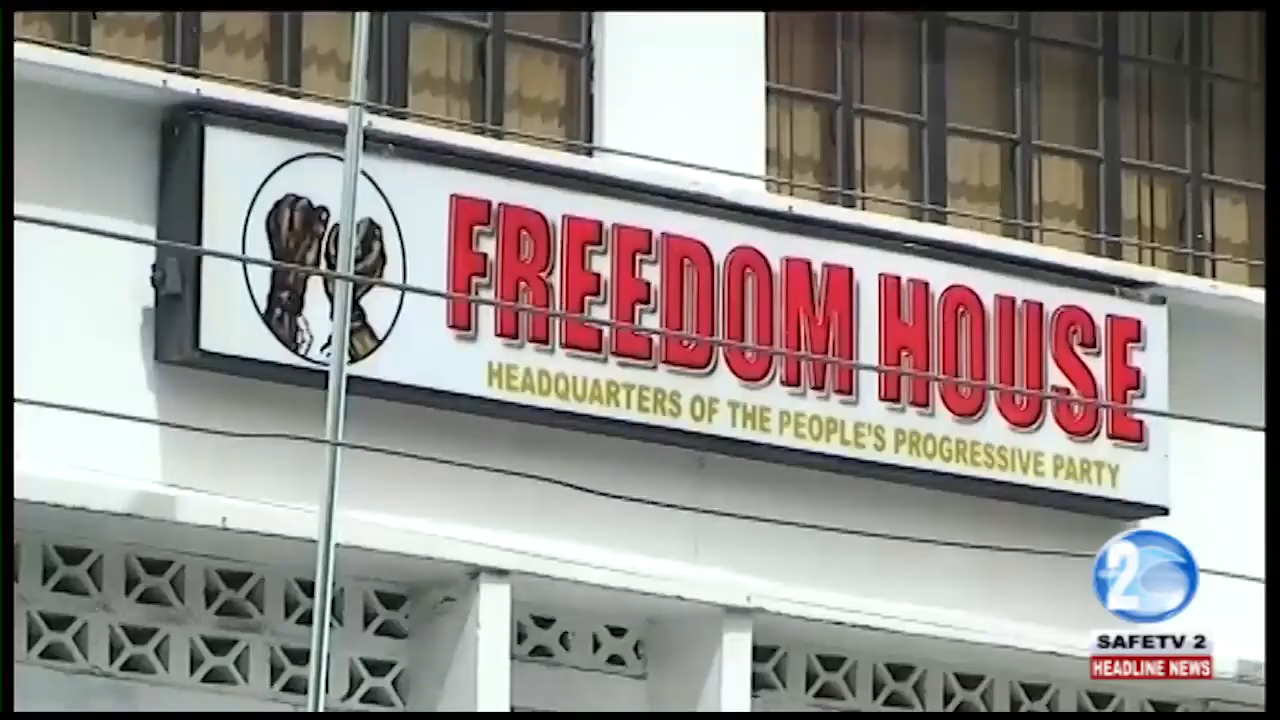 FREEDOM HOUSE
HEADQUARTERS OF THE PEOPLE'S PROGRESSIVE PARTY
2
SAFETV 2
HEADLINE NEWS